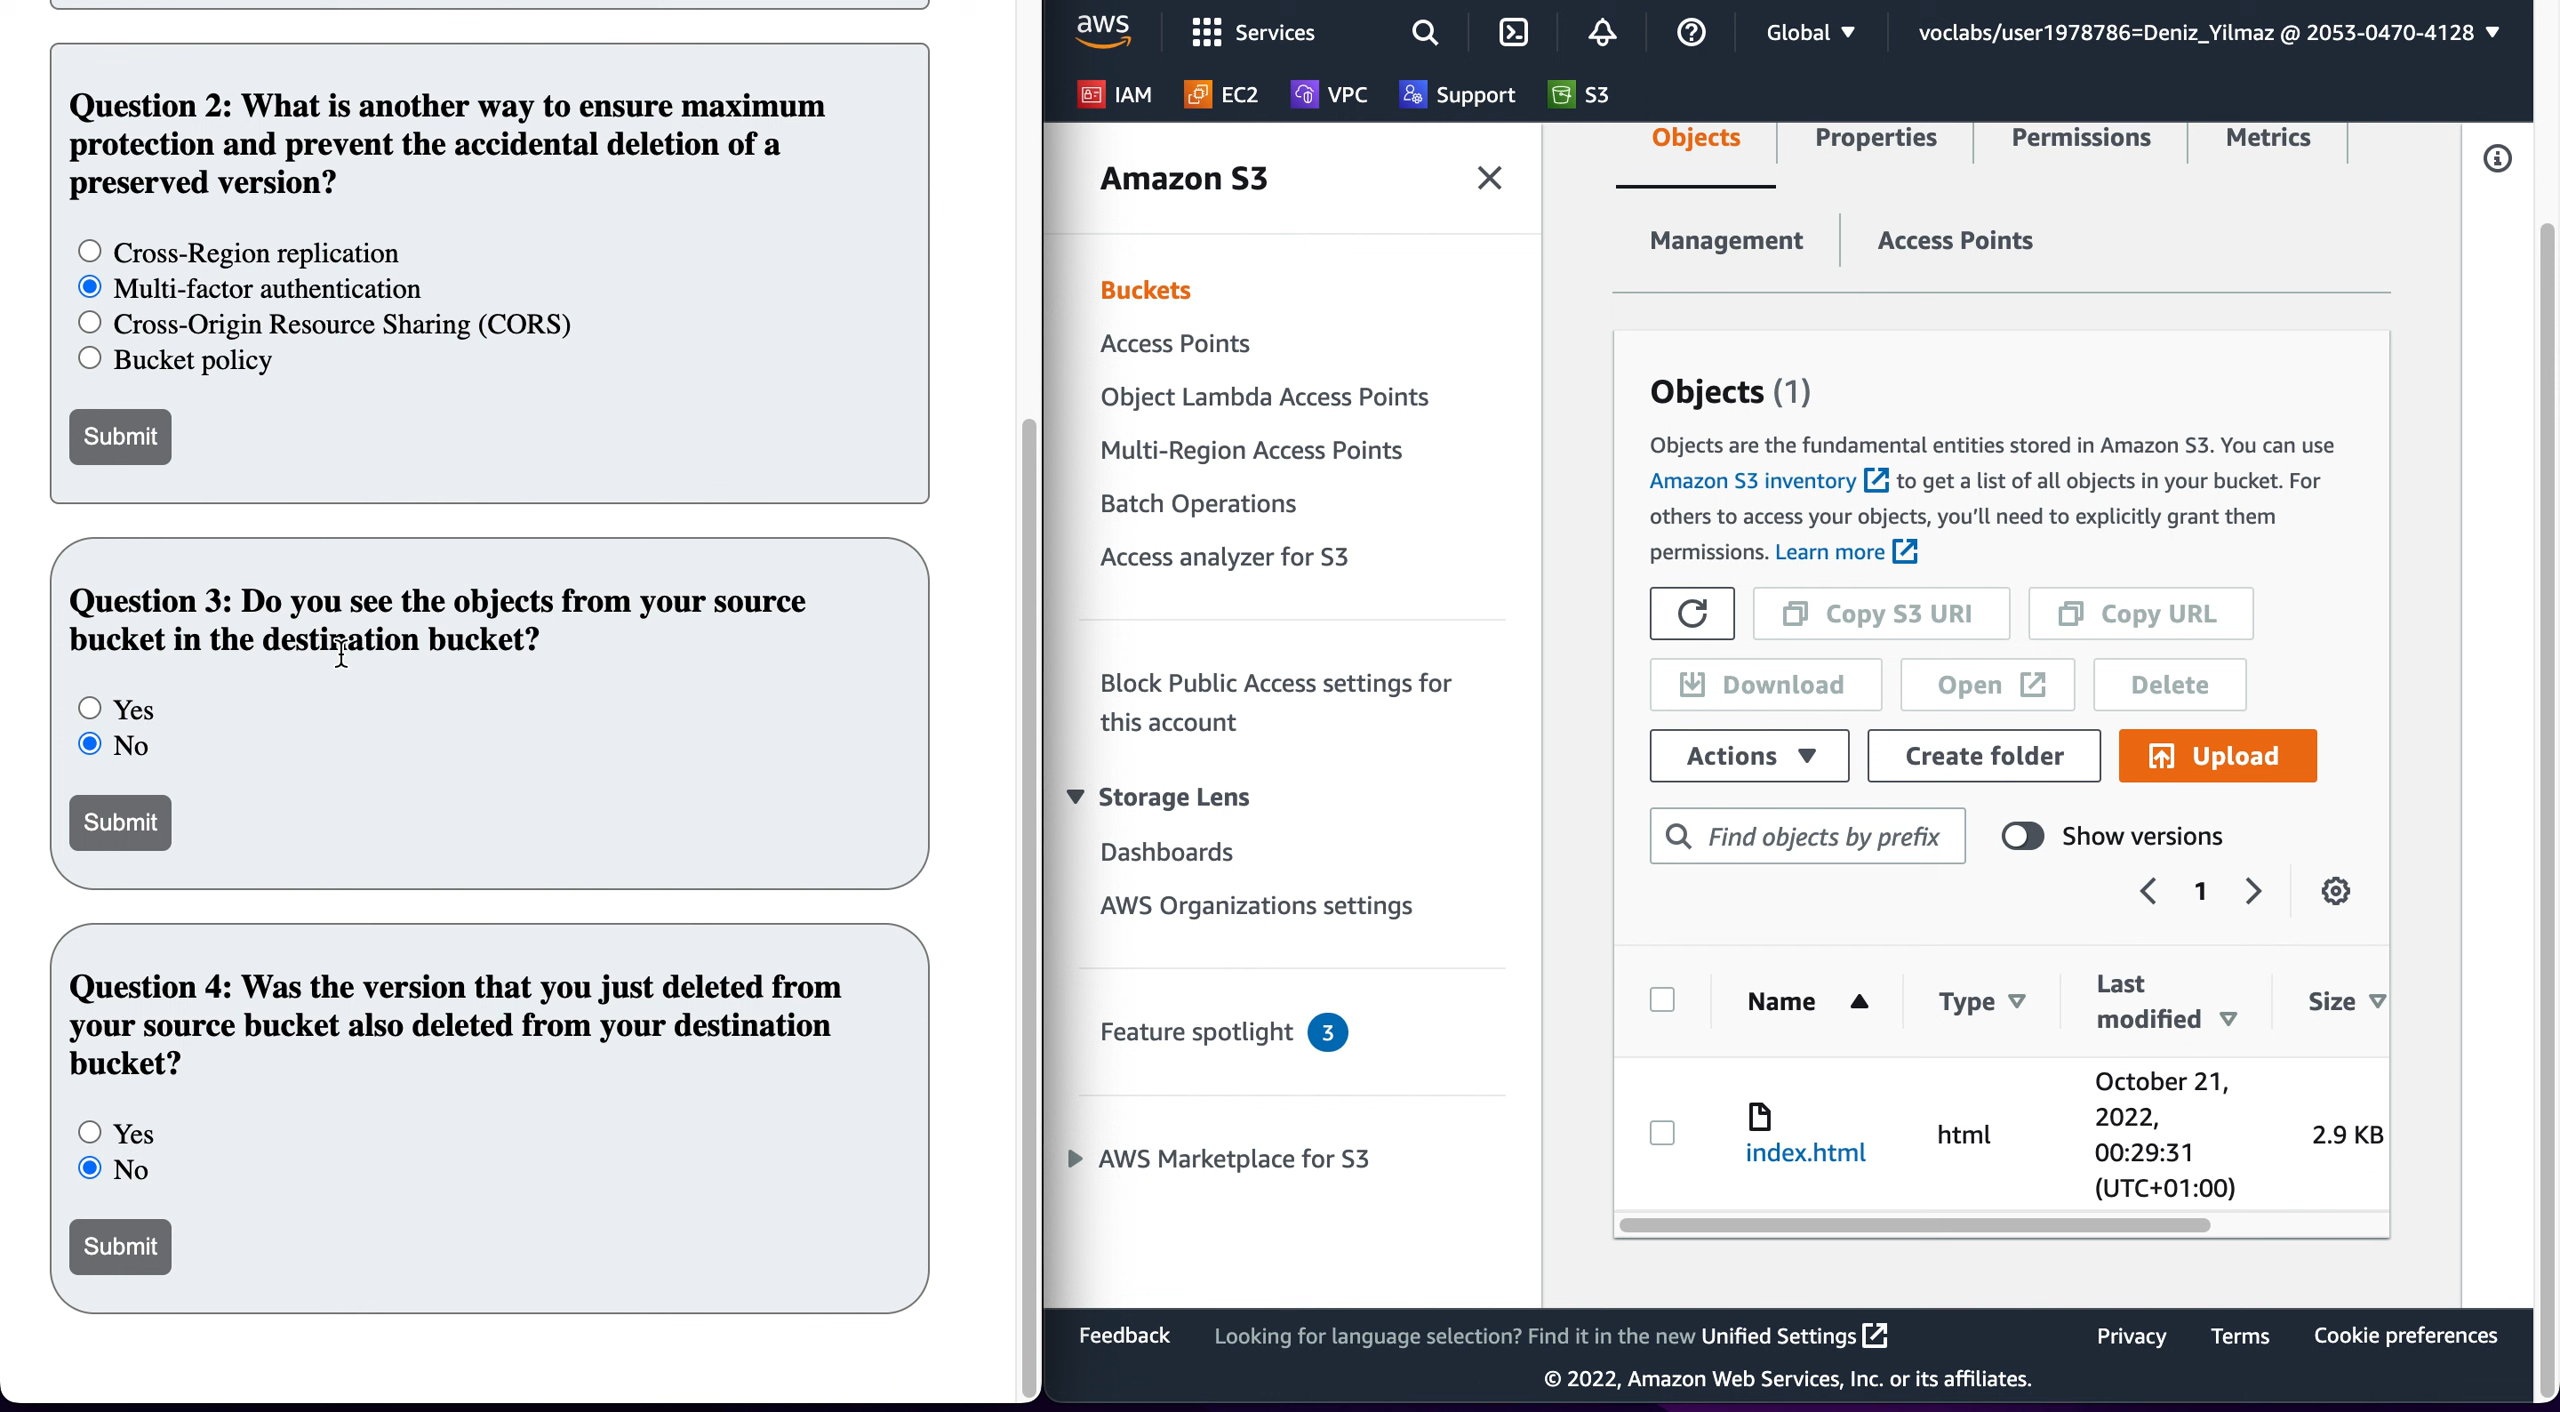 Question 2: What is another way to ensure maximum
protection and prevent the accidental deletion of a
preserved version?
Cross-Region replication
Multi-factor authentication
Cross-Origin Resource Sharing (CORS)
Bucket policy
Submit
Question 3: Do you see the objects from your source
bucket in the destination bucket?
Yes
No
Submit
Question 4: Was the version that you just deleted from
your source bucket also deleted from your destination
bucket?
Yes
No
Submit
aws
Services
Global
voclabs/user1978786=Deniz_Yilmaz @ 2053-0470-4128
IAM
EC2
VPC
Support
S3
Amazon S3
Buckets
Access Points
Object Lambda Access Points
Multi-Region Access Points
Batch Operations
Access analyzer for S3
Block Public Access settings for
this account
Storage Lens
Dashboards
AWS Organizations settings
Feature spotlight 3
AWS Marketplace for S3
Objects
Properties
Permissions
Metrics
Management
Access Points
Objects (1)
Objects are the fundamental entities stored in Amazon S3. You can use
Amazon S3 inventory to get a list of all objects in your bucket. For
others to access your objects, you'll need to explicitly grant them
permissions. Learn more
Copy S3 URI
Copy URL
Download
Open
Delete
Actions
Create folder
Upload
Find objects by prefix
Show versions
1
Name
Type
Last
modified
Size
index.html
html
October 21,
2022,
00:29:31
(UTC+01:00)
2.9 KB
Feedback
Looking for language selection? Find it in the new Unified Settings
Privacy
Terms
Cookie preferences
© 2022, Amazon Web Services, Inc. or its affiliates.